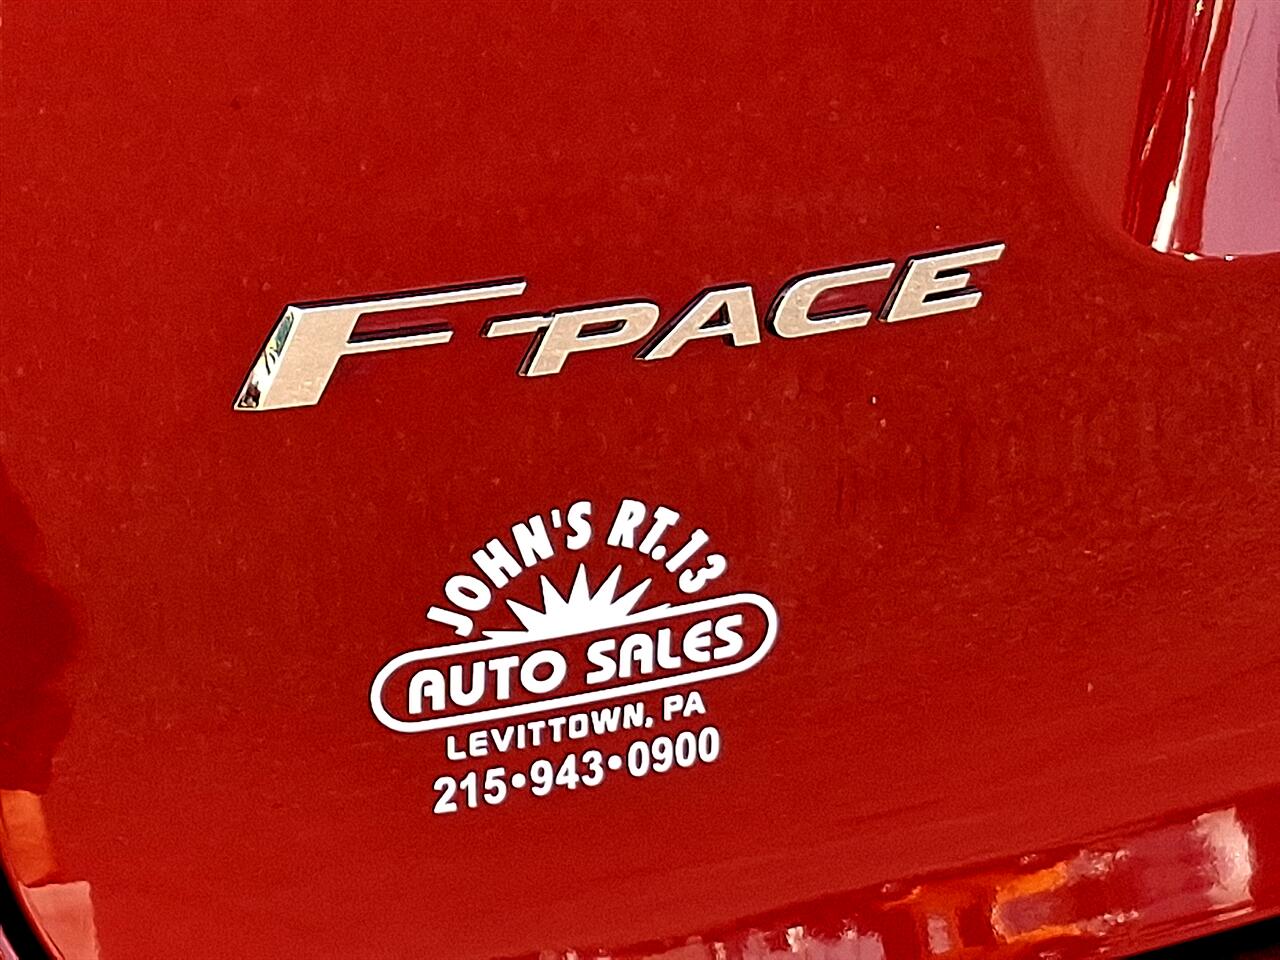 F-PACE
JOHN'S RT.13
AUTO SALES
LEVITTOWN, PA
215•943•0900